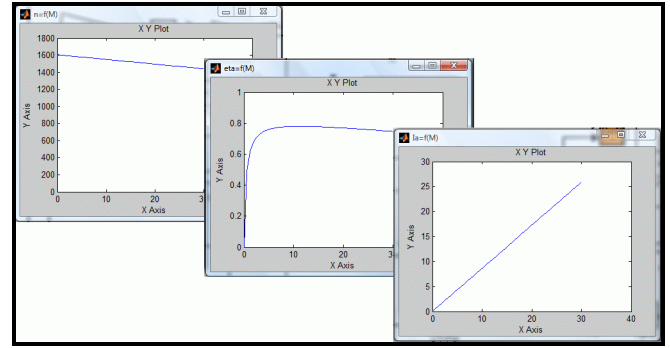 n=f(M)
X Y Plot
1800
1600
1400
1200
1000
800
600
400
200
0
Y Axis
0 10 20 3
X Axis
eta=f(M)
X Y Plot
1
0.8
0.6
0.4
0.2
0
Y Axis
0 10 20 30
X Axis
Ia=f(M)
X Y Plot
30
25
20
15
10
5
0
Y Axis
0 10 20 30 40
X Axis